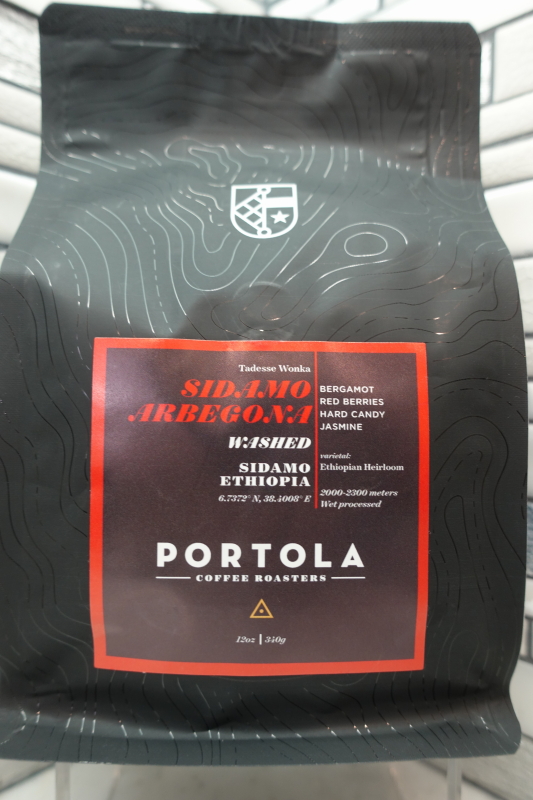 Tadesse Wonka
SIDAMO
ARBEGONA
WASHED
SIDAMO
ETHIOPIA
6.7372° N, 38.4008° E
BERGAMOT
RED BERRIES
HARD CANDY
JASMINE
varietal:
Ethiopian Heirloom
2000-2300 meters
Wet processed
PORTOLA
COFFEE ROASTERS
12oz | 340g